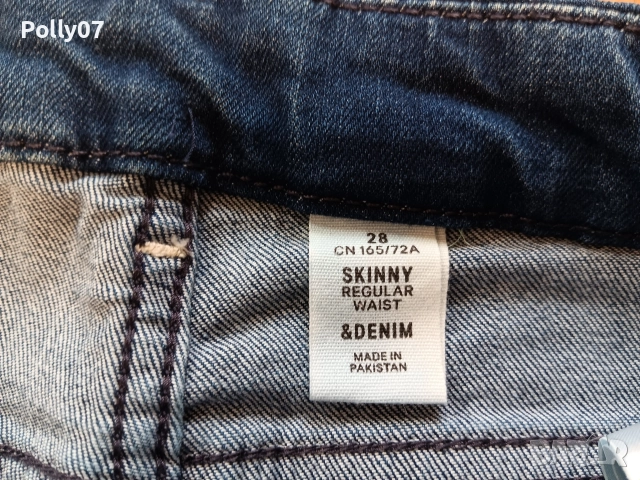 Polly07
28
CN 165/72A
SKINNY
REGULAR
WAIST
&DENIM
MADE IN
PAKISTAN